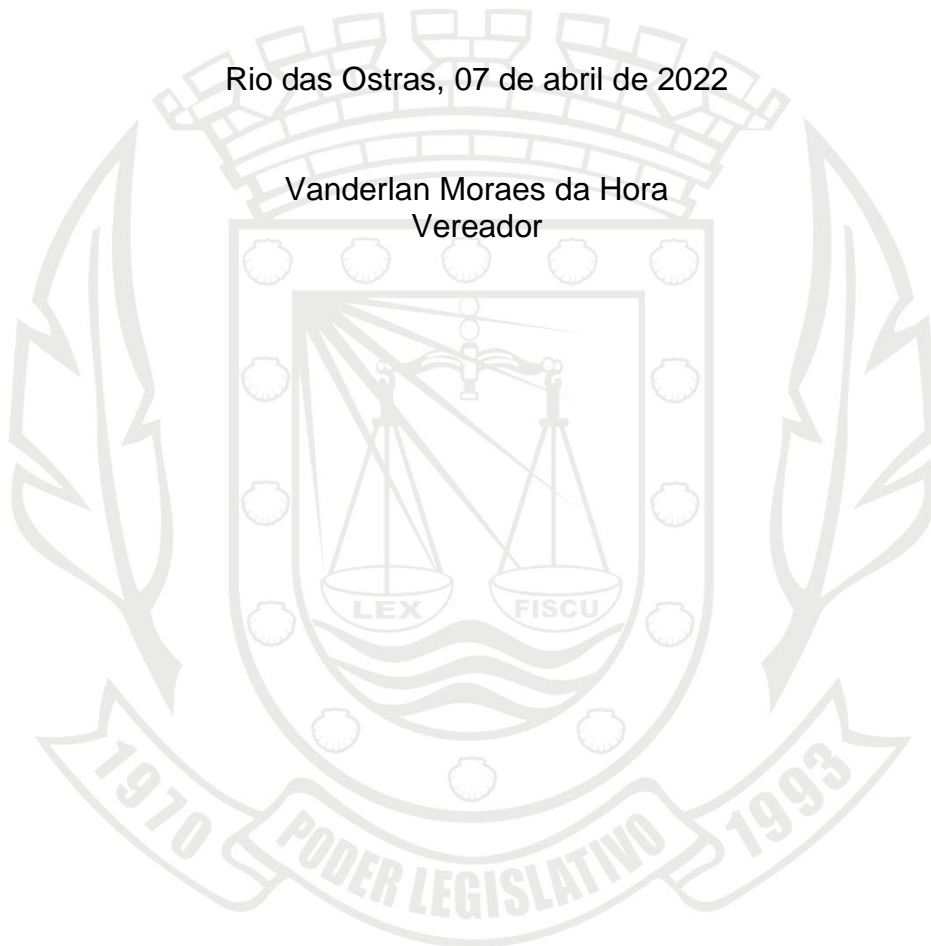 Rio das Ostras, 07 de abril de 2022
Vanderlan Moraes da Hora
Vereador
LEX
FISCU
1970
PODER LEGISLATIVO
1993